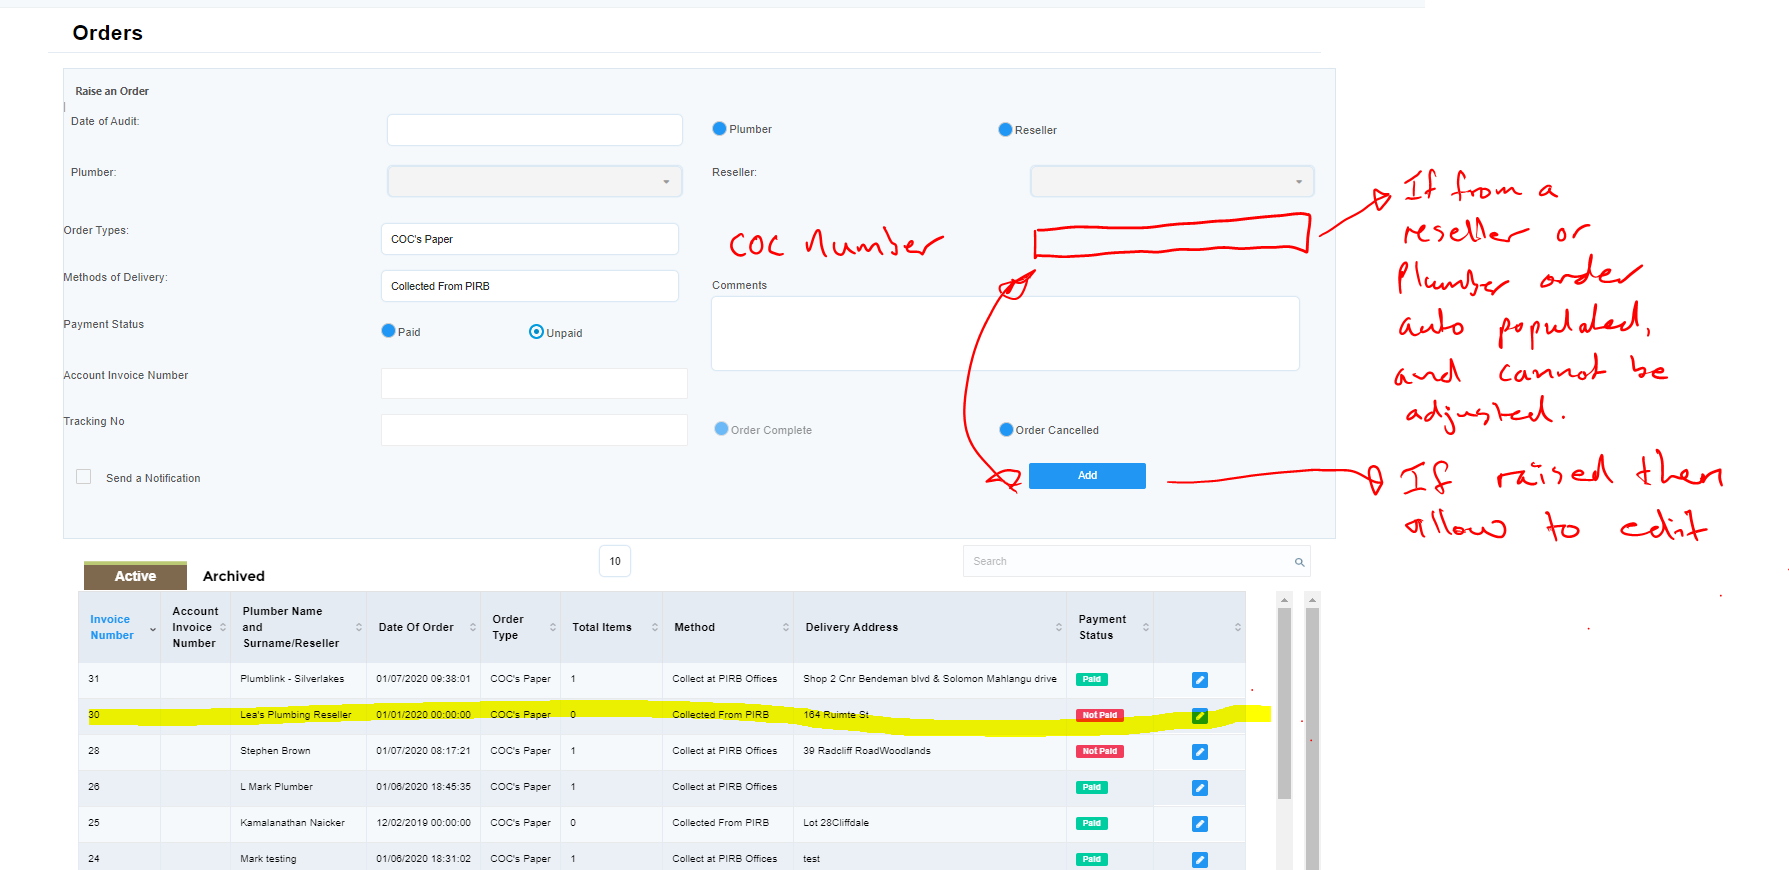 Orders
Raise an Order
Date of Audit:
Plumber
Reseller
Plumber:
Reseller:
Order Types:
COC's Paper
COC Number
Methods of Delivery:
Collected From PIRB
Comments
Payment Status
Paid
Unpaid
Account Invoice Number
Tracking No
Order Complete
Order Cancelled
Send a Notification
Add
If from a
reseller or
Plumber order
auto populated,
and cannot be
adjusted.
If raised then
allow to edit
Active
Archived
10
Search
Invoice Number Account Invoice Number Plumber Name and Surname/Reseller Date Of Order Order Type Total Items Method Delivery Address Payment Status
31 Plumblink - Silverlakes 01/07/2020 09:38:01 COC's Paper 1 Collect at PIRB Offices Shop 2 Cnr Bendeman blvd & Solomon Mahlangu drive Paid
30 Lea's Plumbing Reseller 01/01/2020 00:00:00 COC's Paper 0 Collected From PIRB 164 Ruimte St Not Paid
28 Stephen Brown 01/07/2020 08:17:21 COC's Paper 1 Collect at PIRB Offices 39 Radcliff RoadWoodlands Not Paid
26 L Mark Plumber 01/06/2020 18:45:35 COC's Paper 1 Collect at PIRB Offices Paid
25 Kamalanathan Naicker 12/02/2019 00:00:00 COC's Paper 0 Collected From PIRB Lot 28Cliffdale Paid
24 Mark testing 01/06/2020 18:31:02 COC's Paper 1 Collect at PIRB Offices test Paid